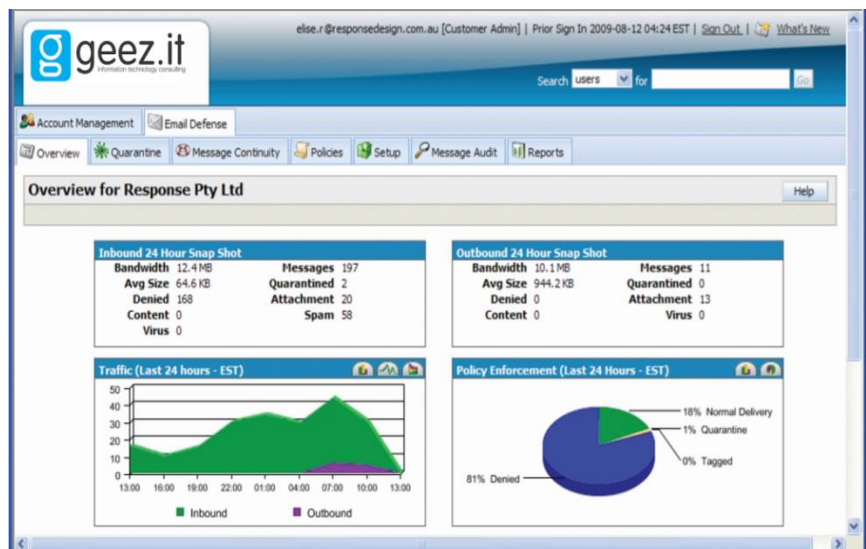 geez.it
information technology consulting
elise.r@responsedesign.com.au [Customer Admin] | Prior Sign In 2009-08-12 04:24 EST | Sign Out | What's New
Search users for Go
Account Management Email Defense
Overview Quarantine Message Continuity Policies Setup Message Audit Reports
Overview for Response Pty Ltd Help
Inbound 24 Hour Snap Shot
Bandwidth 12.4 MB Messages 197
Avg Size 64.6 KB Quarantined 2
Denied 168 Attachment 20
Content 0 Spam 58
Virus 0
Outbound 24 Hour Snap Shot
Bandwidth 10.1 MB Messages 11
Avg Size 944.2 KB Quarantined 0
Denied 0 Attachment 13
Content 0 Virus 0
Traffic (Last 24 hours - EST)
50
40
30
20
10
0
13:00 16:00 19:00 22:00 01:00 04:00 07:00 10:00 13:00
Inbound Outbound
Policy Enforcement (Last 24 Hours - EST)
18% Normal Delivery
1% Quarantine
0% Tagged
81% Denied